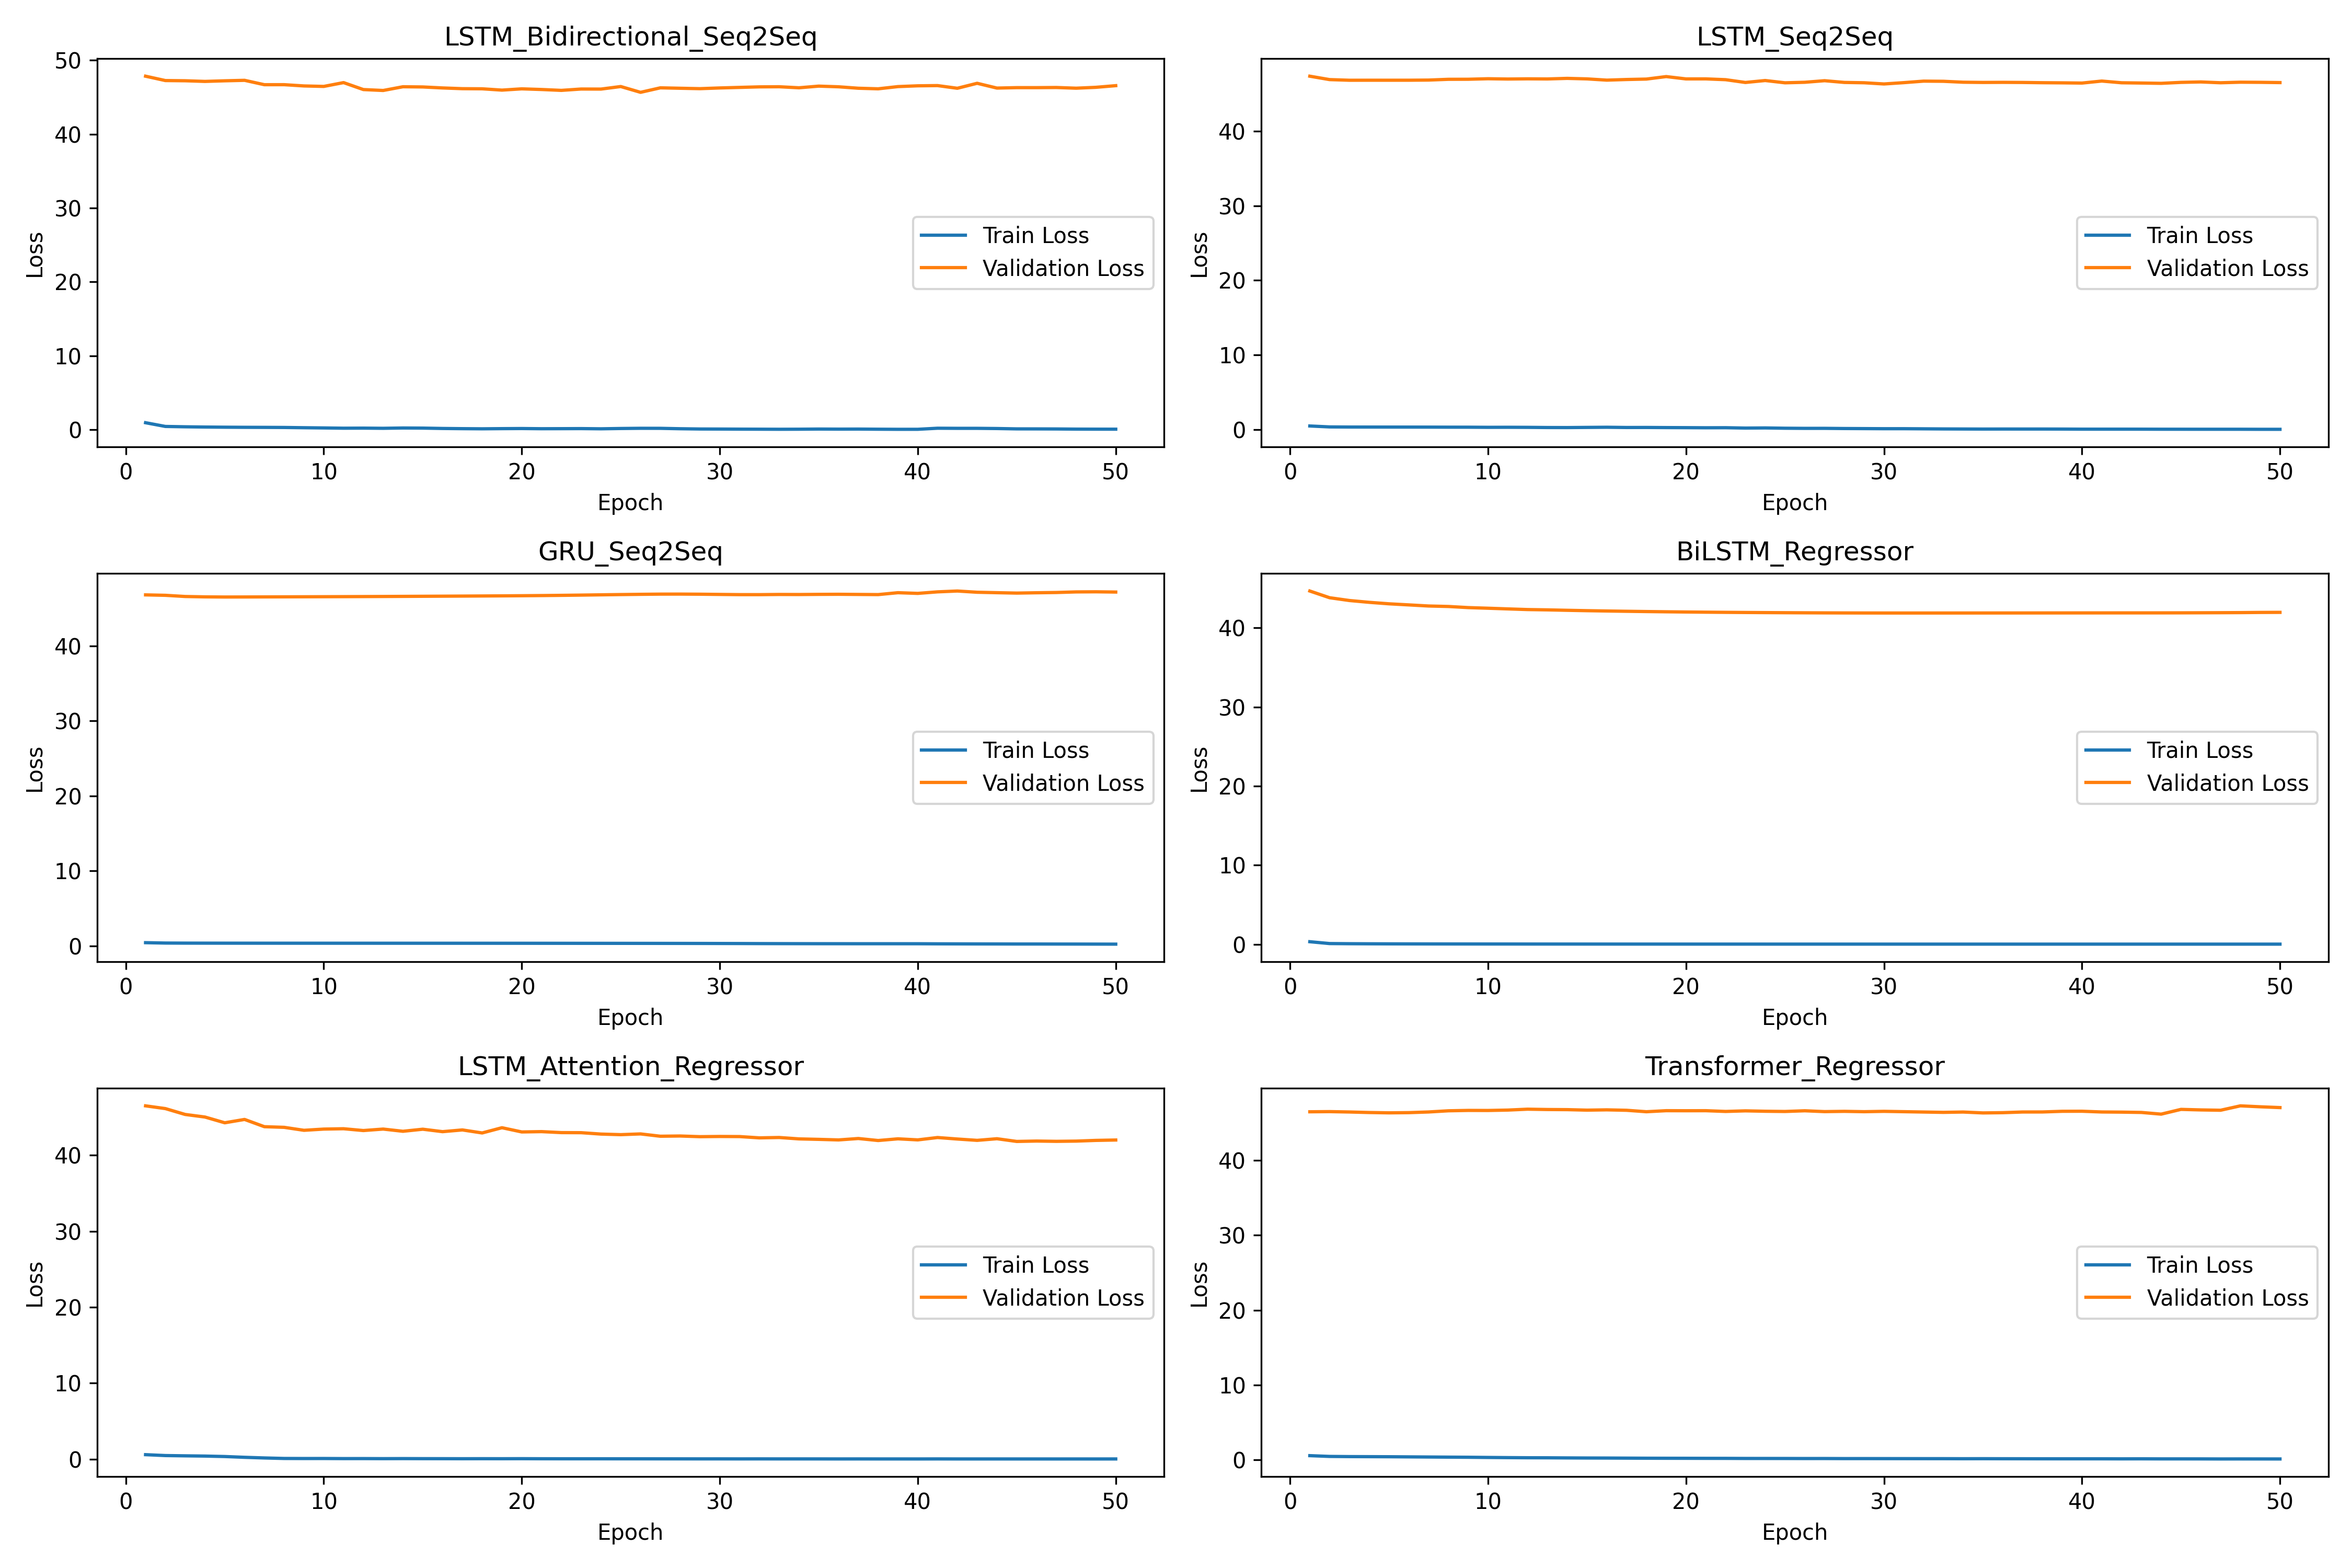 LSTM_Bidirectional_Seq2Seq
50
40
30
20
10
0
Loss
Train Loss
Validation Loss
0 10 20 30 40 50
Epoch
LSTM_Seq2Seq
40
30
20
10
0
Loss
Train Loss
Validation Loss
0 10 20 30 40 50
Epoch
GRU_Seq2Seq
40
30
20
10
0
Loss
Train Loss
Validation Loss
0 10 20 30 40 50
Epoch
BiLSTM_Regressor
40
30
20
10
0
Loss
Train Loss
Validation Loss
0 10 20 30 40 50
Epoch
LSTM_Attention_Regressor
40
30
20
10
0
Loss
Train Loss
Validation Loss
0 10 20 30 40 50
Epoch
Transformer_Regressor
40
30
20
10
0
Loss
Train Loss
Validation Loss
0 10 20 30 40 50
Epoch